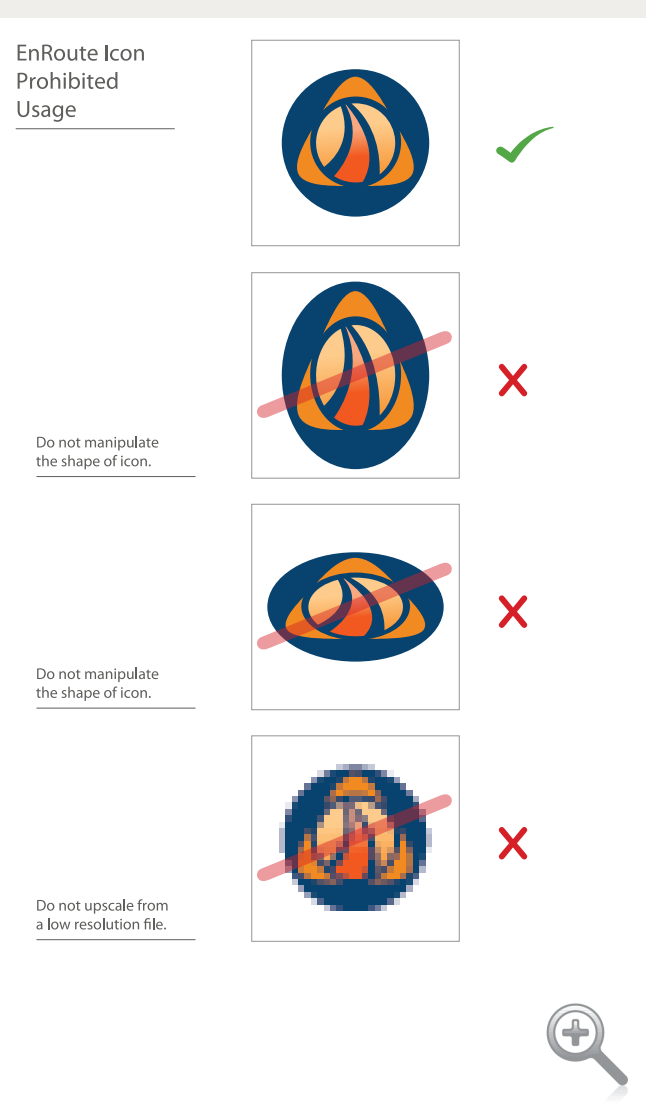 EnRoute Icon
Prohibited
Usage
Do not manipulate
the shape of icon.
Do not manipulate
the shape of icon.
Do not upscale from
a low resolution file.